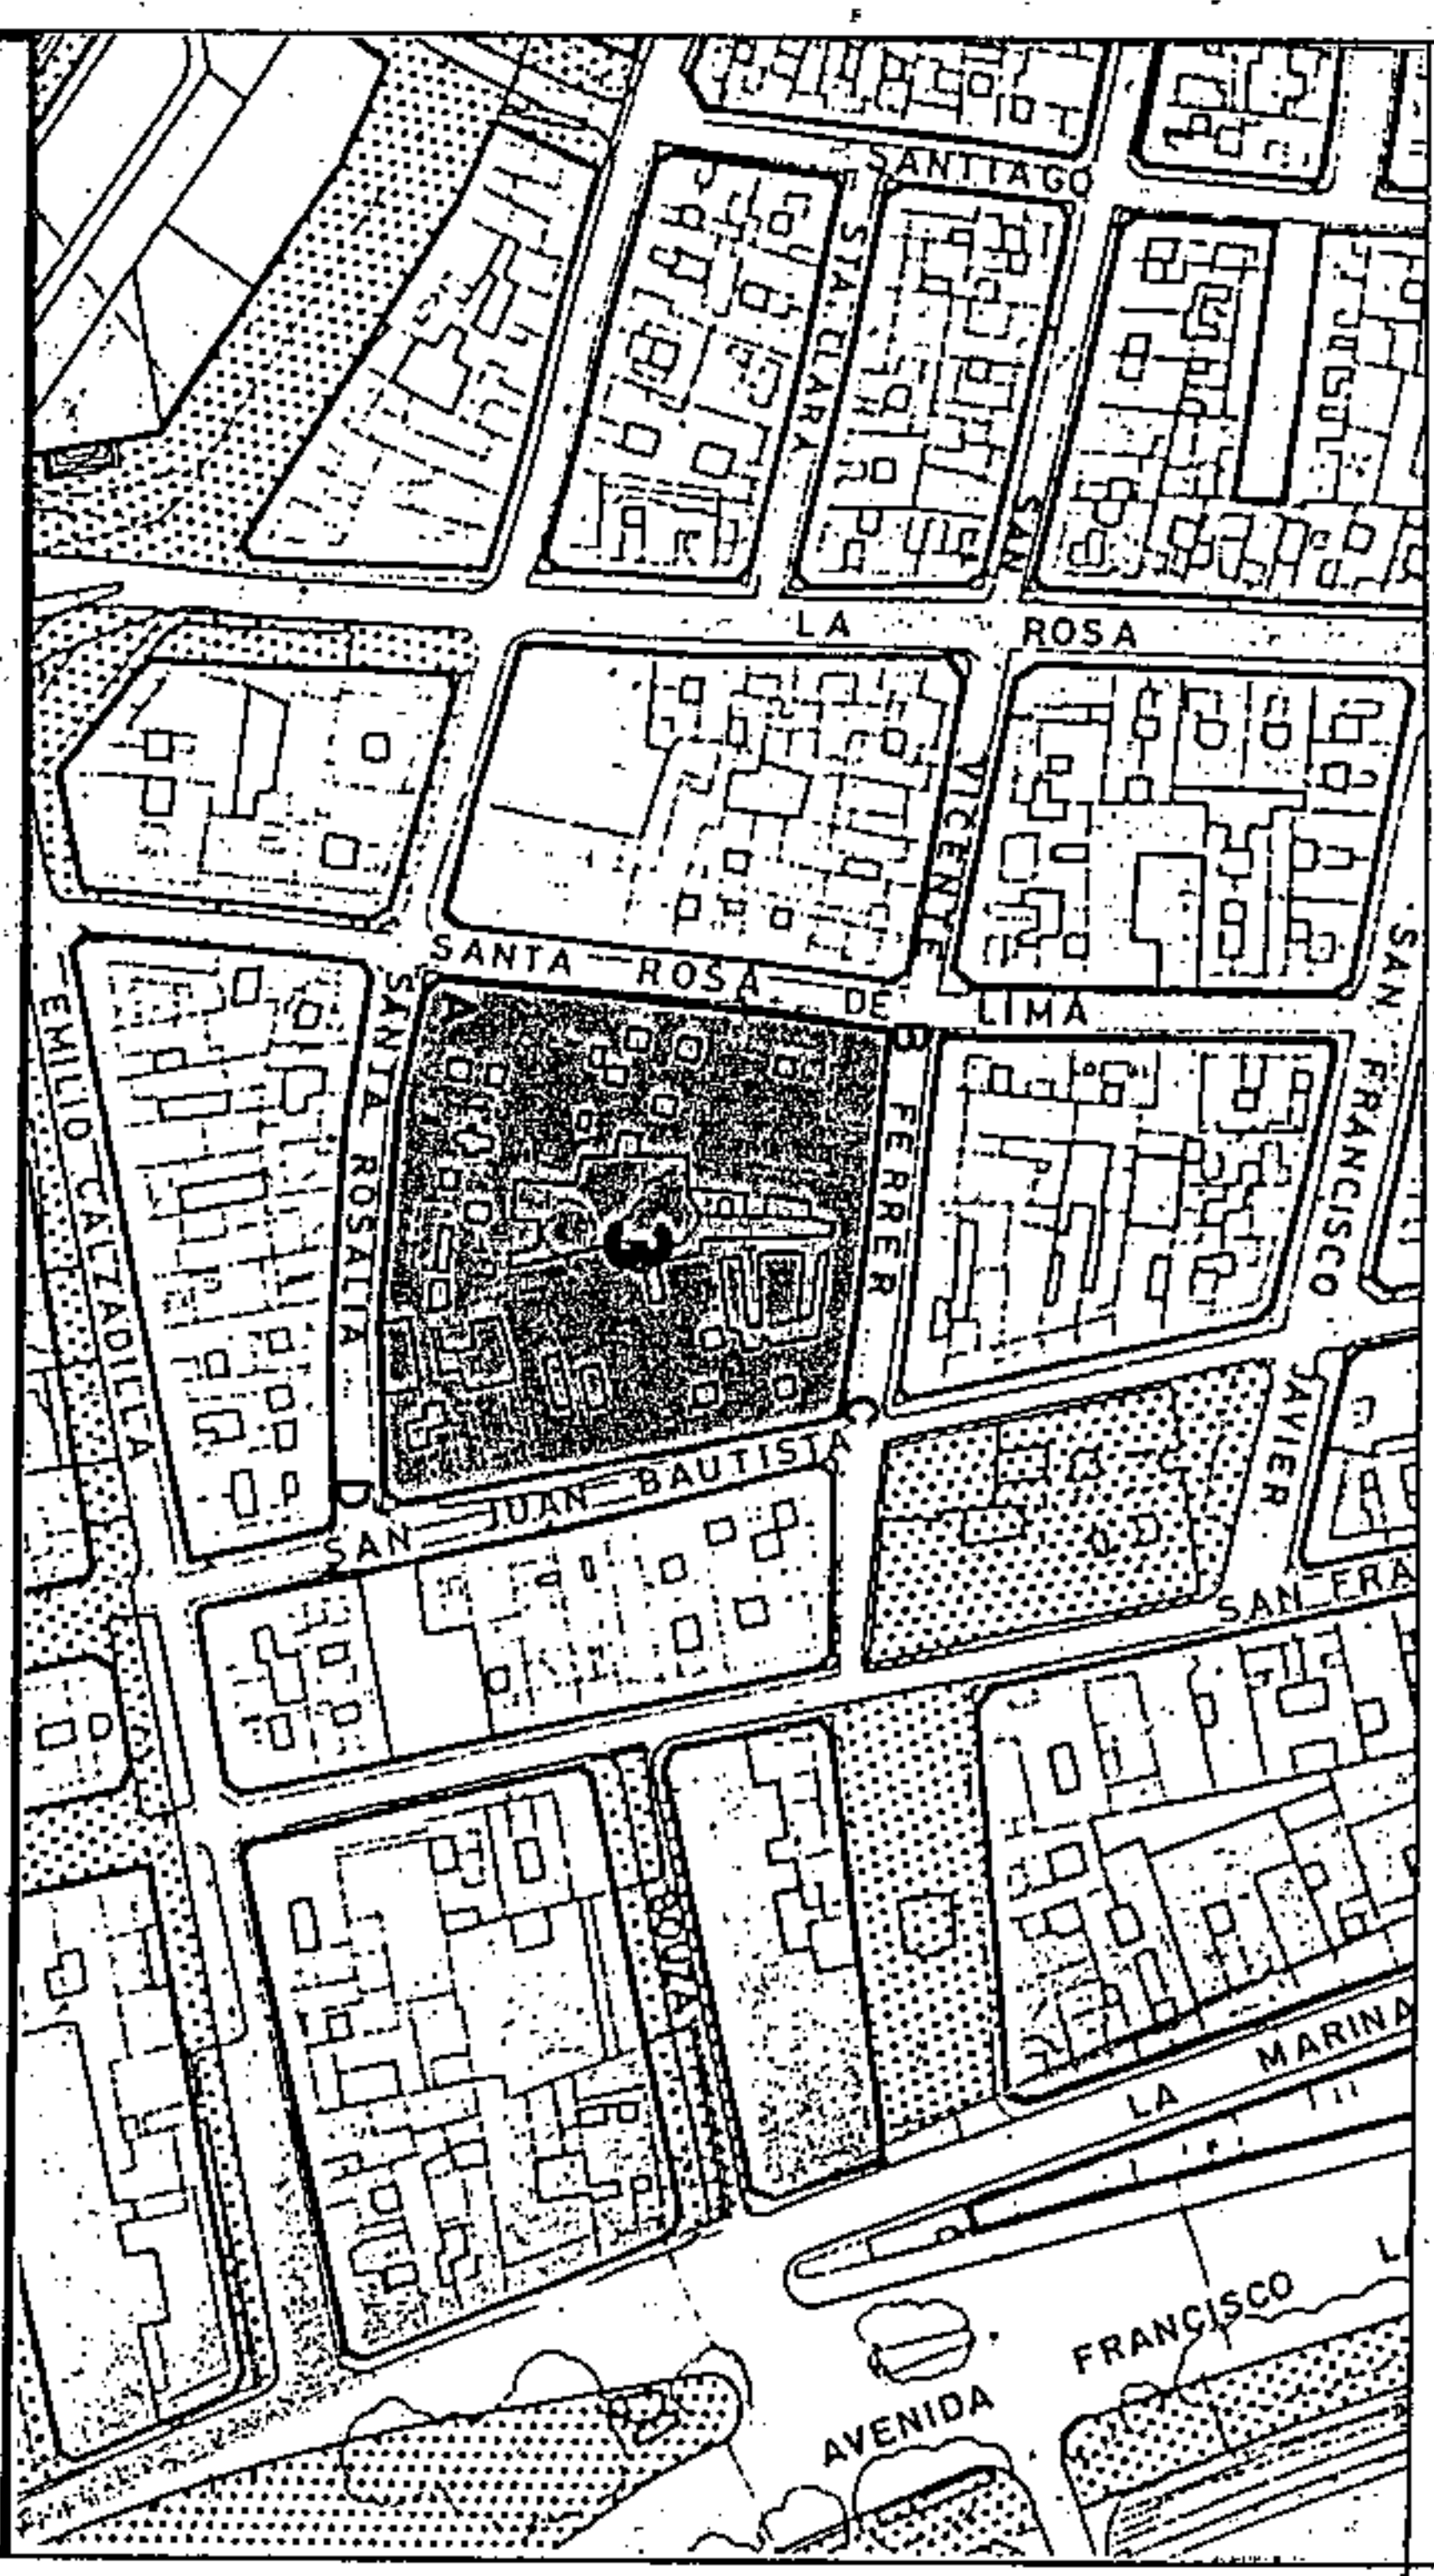 F
SANTIAGO
STA. CLARA
SAN VICENTE FERRER
LA ROSA
SANTA ROSA DE LIMA
A
B
SANTA ROSALIA
EMILIO CALZADILLA
3
SAN FRANCISCO JAVIER
C
D
SAN JUAN BAUTISTA
SAN FRA
BOUZA
LA MARINA
FRANCISCO
AVENIDA